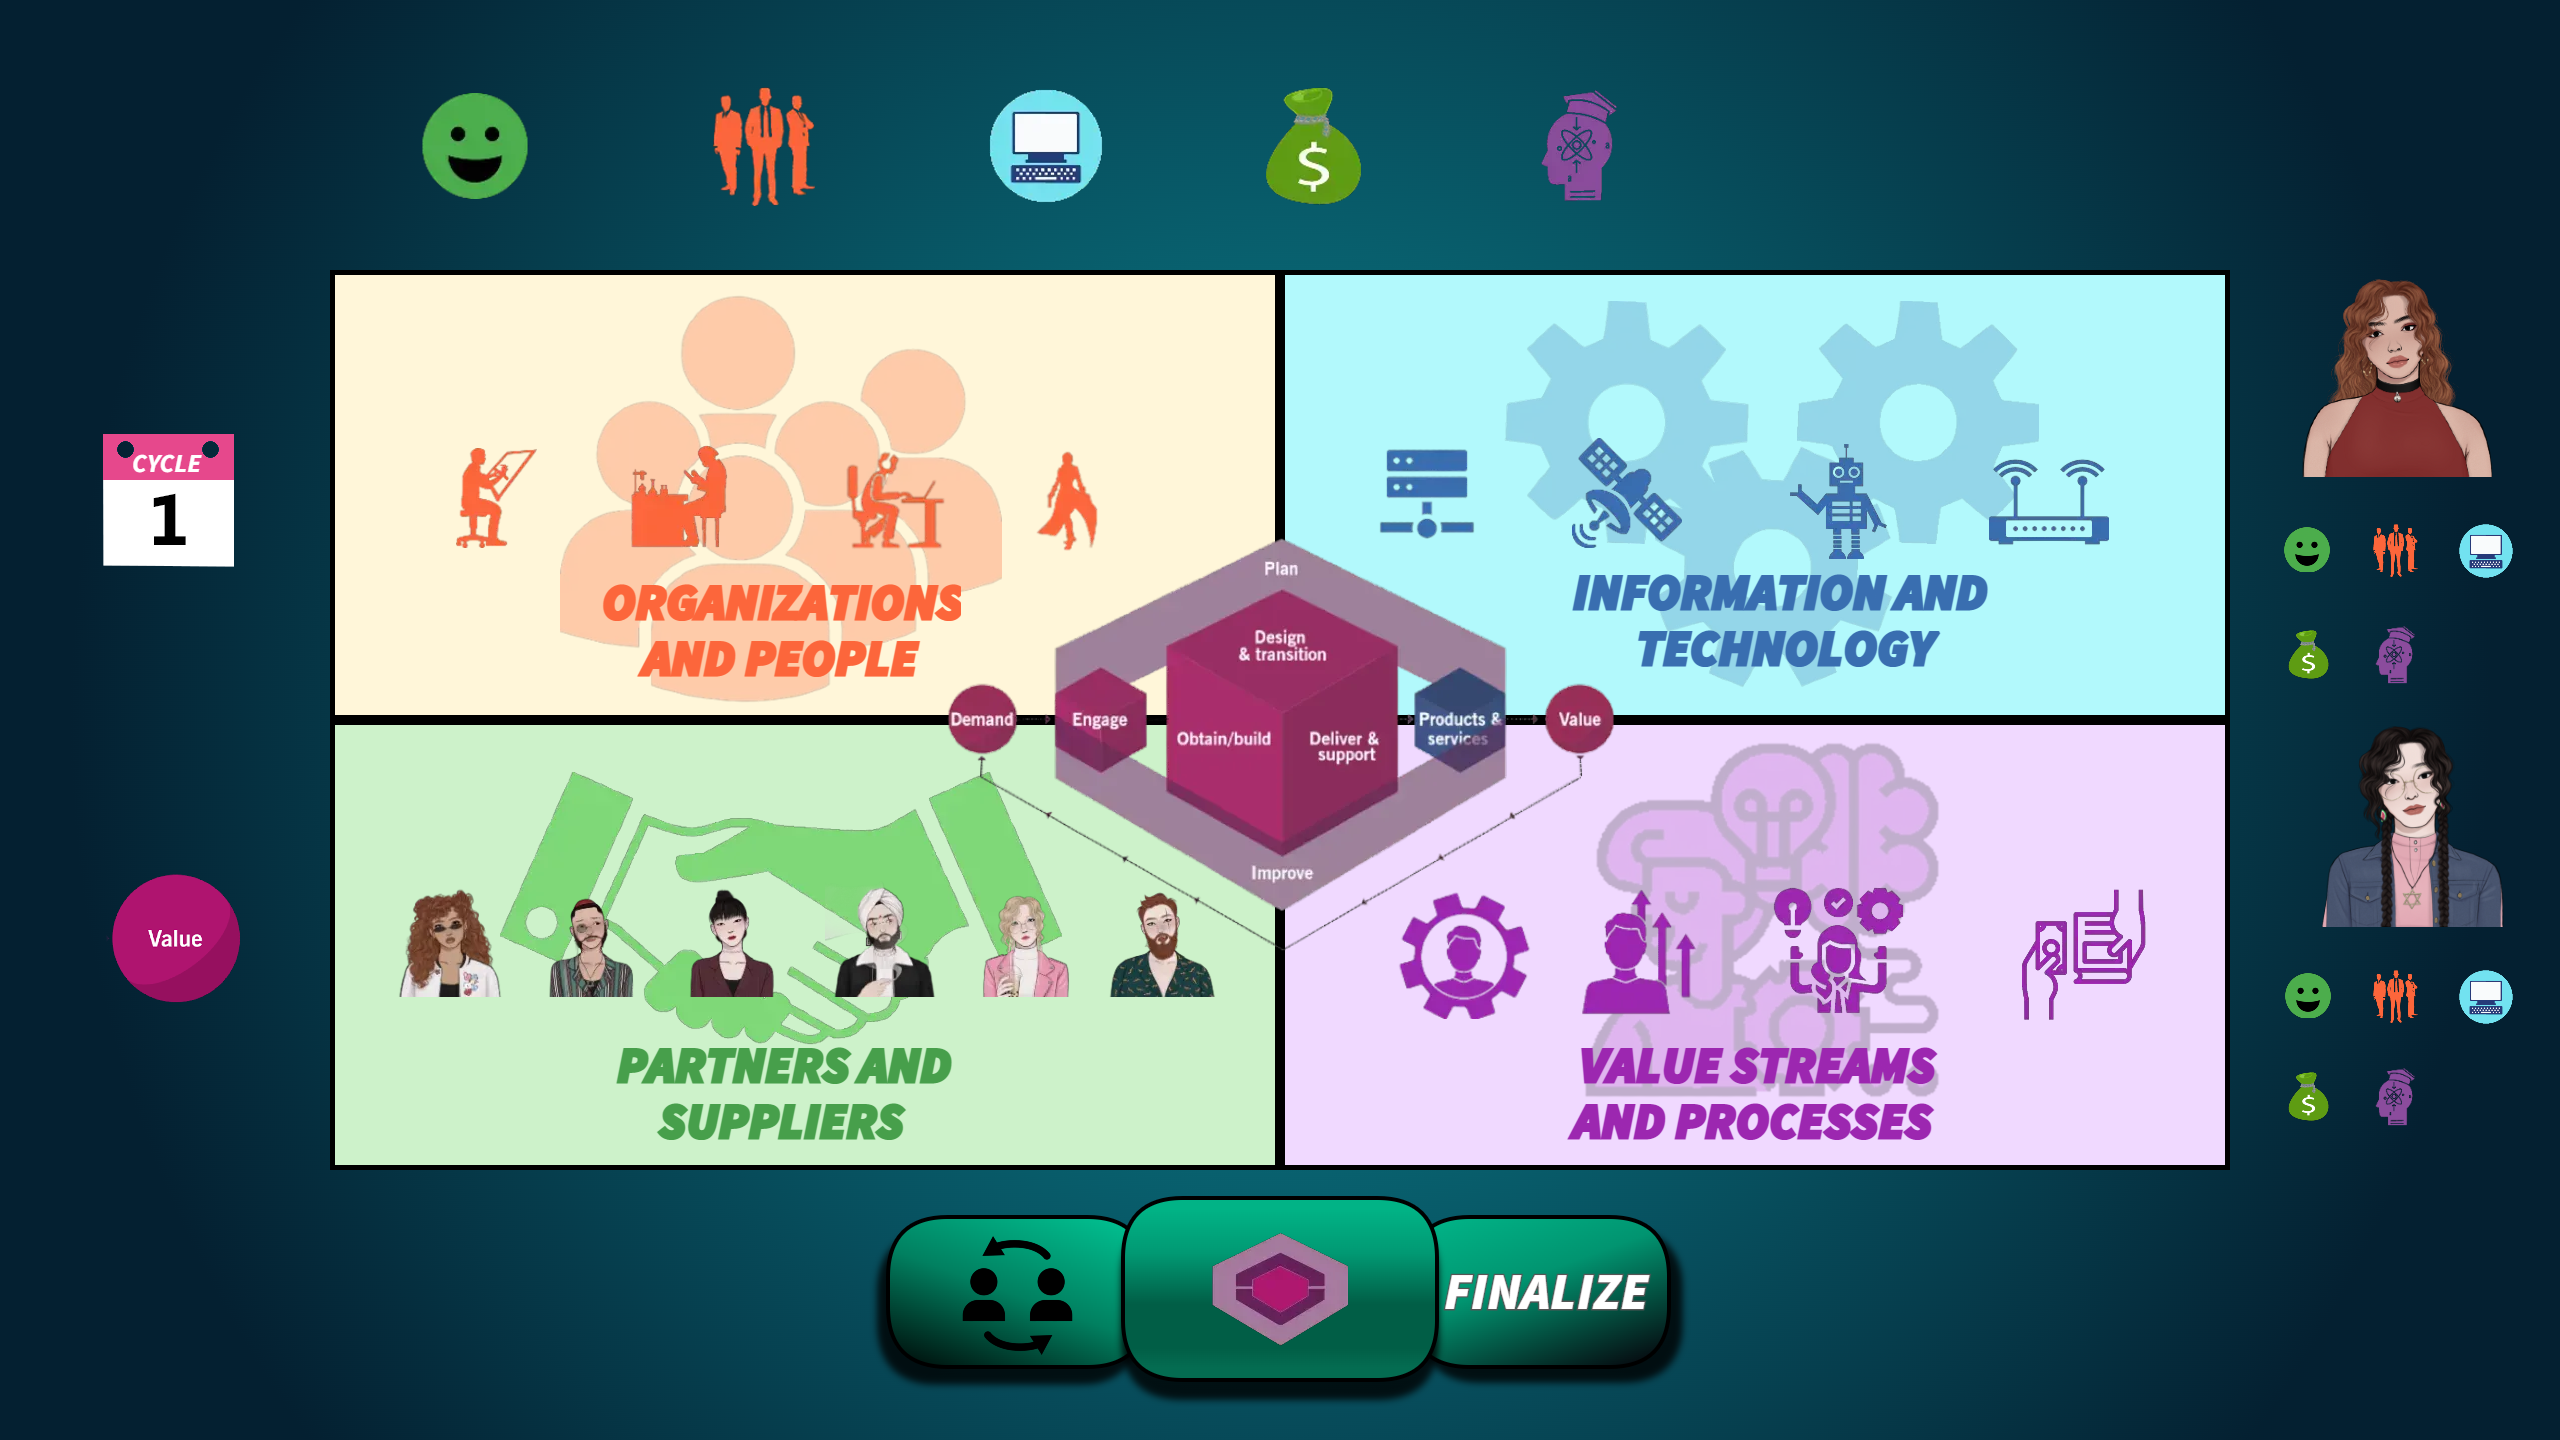 CYCLE
1
ORGANIZATIONS
AND PEOPLE
INFORMATION AND
TECHNOLOGY
Plan
Design
& transition
Demand
Engage
Obtain/build
Deliver &
support
Products &
services
Value
Improve
Value
PARTNERS AND
SUPPLIERS
VALUE STREAMS
AND PROCESSES
FINALIZE